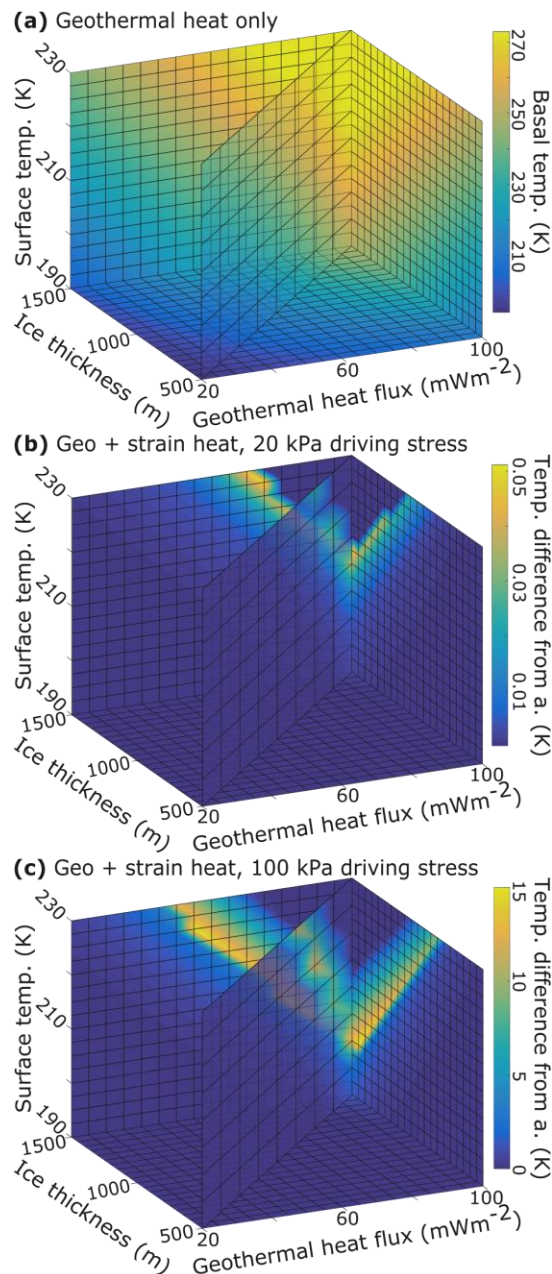 (a) Geothermal heat only
230
210
190
Surface temp. (K)
1500
1000
500
Ice thickness (m)
20
60
100
Geothermal heat flux (mWm-2)
270
250
230
210
Basal temp. (K)
(b) Geo + strain heat, 20 kPa driving stress
230
210
190
Surface temp. (K)
1500
1000
500
Ice thickness (m)
20
60
100
Geothermal heat flux (mWm-2)
0.05
0.03
0.01
Temp. difference from a. (K)
(c) Geo + strain heat, 100 kPa driving stress
230
210
190
Surface temp. (K)
1500
1000
500
Ice thickness (m)
20
60
100
Geothermal heat flux (mWm-2)
15
10
5
0
Temp. difference from a. (K)